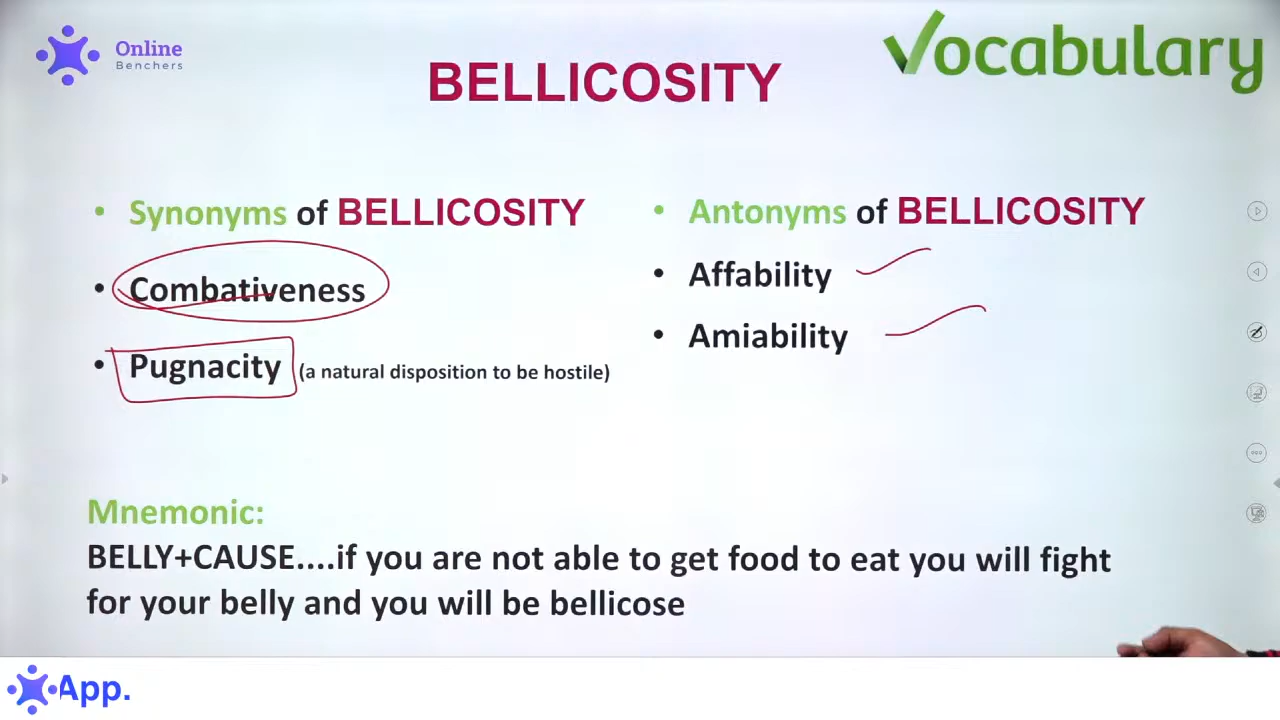 Online
Benchers
Vocabulary
BELLICOSITY
• Synonyms of BELLICOSITY
• Combativeness
• Pugnacity (a natural disposition to be hostile)
• Antonyms of BELLICOSITY
• Affability
• Amiability
Mnemonic:
BELLY+CAUSE....if you are not able to get food to eat you will fight
for your belly and you will be bellicose
App.